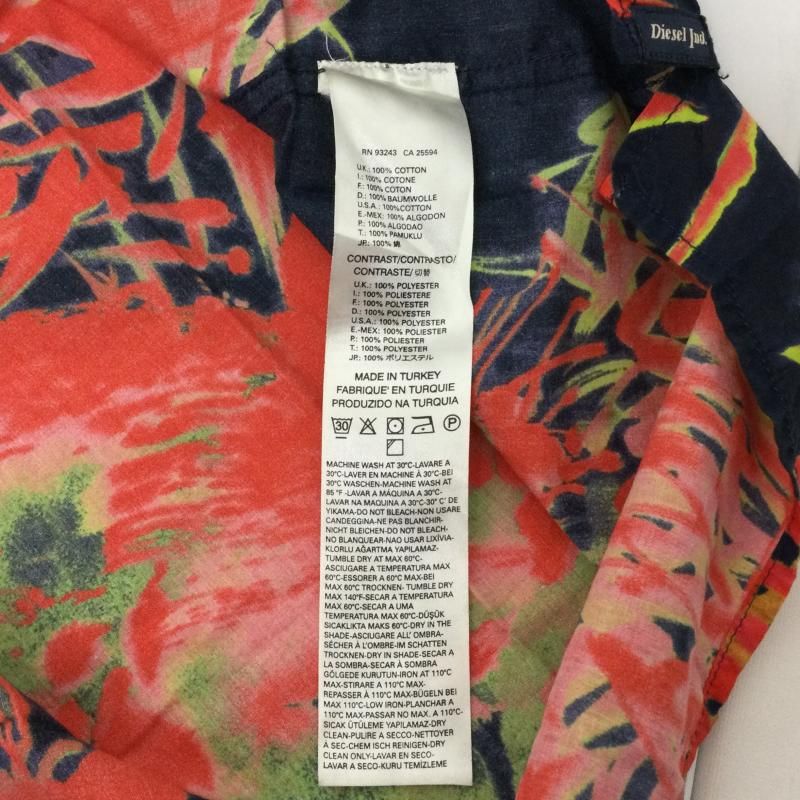 Diesel Ind.
RN 93243 CA 25594
U.K.: 100% COTTON
I.: 100% COTONE
F.: 100% COTON
D.: 100% BAUMWOLLE
U.S.A.: 100%COTTON
E.-MEX: 100% ALGODON
P.: 100% ALGODAO
T.: 100% PAMUKLU
JP.: 100% 綿
CONTRAST/CONTRASTO/
CONTRASTE/切替
U.K.: 100% POLYESTER
I.: 100% POLIESTERE
F.: 100% POLYESTER
D.: 100% POLYESTER
U.S.A.: 100% POLYESTER
E.-MEX.: 100% POLIESTER
P.: 100% POLIESTER
T.: 100% POLYESTER
JP.: 100% ポリエステル
MADE IN TURKEY
FABRIQUE' EN TURQUIE
PRODUZIDO NA TURQUIA
30 P
MACHINE WASH AT 30°C-LAVARE A
30°C-LAVER EN MACHINE À 30°C-BEI
30°C WASCHEN-MACHINE WASH AT
85 °F -LAVAR A MÁQUINA A 30°C-
LAVAR NA MAQUINA A 30°C-30° C' DE
YIKAMA-DO NOT BLEACH-NON USARE
CANDEGGINA-NE PAS BLANCHIR-
NICHT BLEICHEN-DO NOT BLEACH-
NO BLANQUEAR-NAO USAR LIXÍVIA-
KLORLU AĞARTMA YAPILAMAZ-
TUMBLE DRY AT MAX 60°C-
ASCIUGARE A TEMPERATURA MAX
60°C-ESSORER A 60°C MAX-BEI
MAX 60°C TROCKNEN- TUMBLE DRY
MAX 140°F-SECAR A TEMPERATURA
MAX 60°C-SECAR A UMA
TEMPERATURA MAX 60°C-DÜŞÜK
SICAKLIKTA MAKS 60°C-DRY IN THE
SHADE-ASCIUGARE ALL' OMBRA-
SÉCHER À L'OMBRE-IM SCHATTEN
TROCKNEN-DRY IN SHADE-SECAR A
LA SOMBRA-SECAR À SOMBRA
GÖLGEDE KURUTUN-IRON AT 110°C
MAX-STIRARE A 110°C MAX-
REPASSER À 110°C MAX-BÜGELN BEI
MAX 110°C-LOW IRON-PLANCHAR A
110°C MAX-PASSAR NO MAX. A 110°C-
SICAK ÜTÜLEME YAPILAMAZ-DRY
CLEAN-PULIRE A SECCO-NETTOYER
A SEC-CHEM ISCH REINIGEN-DRY
CLEAN ONLY-LAVAR EN SECO-
LAVAR A SECO-KURU TEMİZLEME